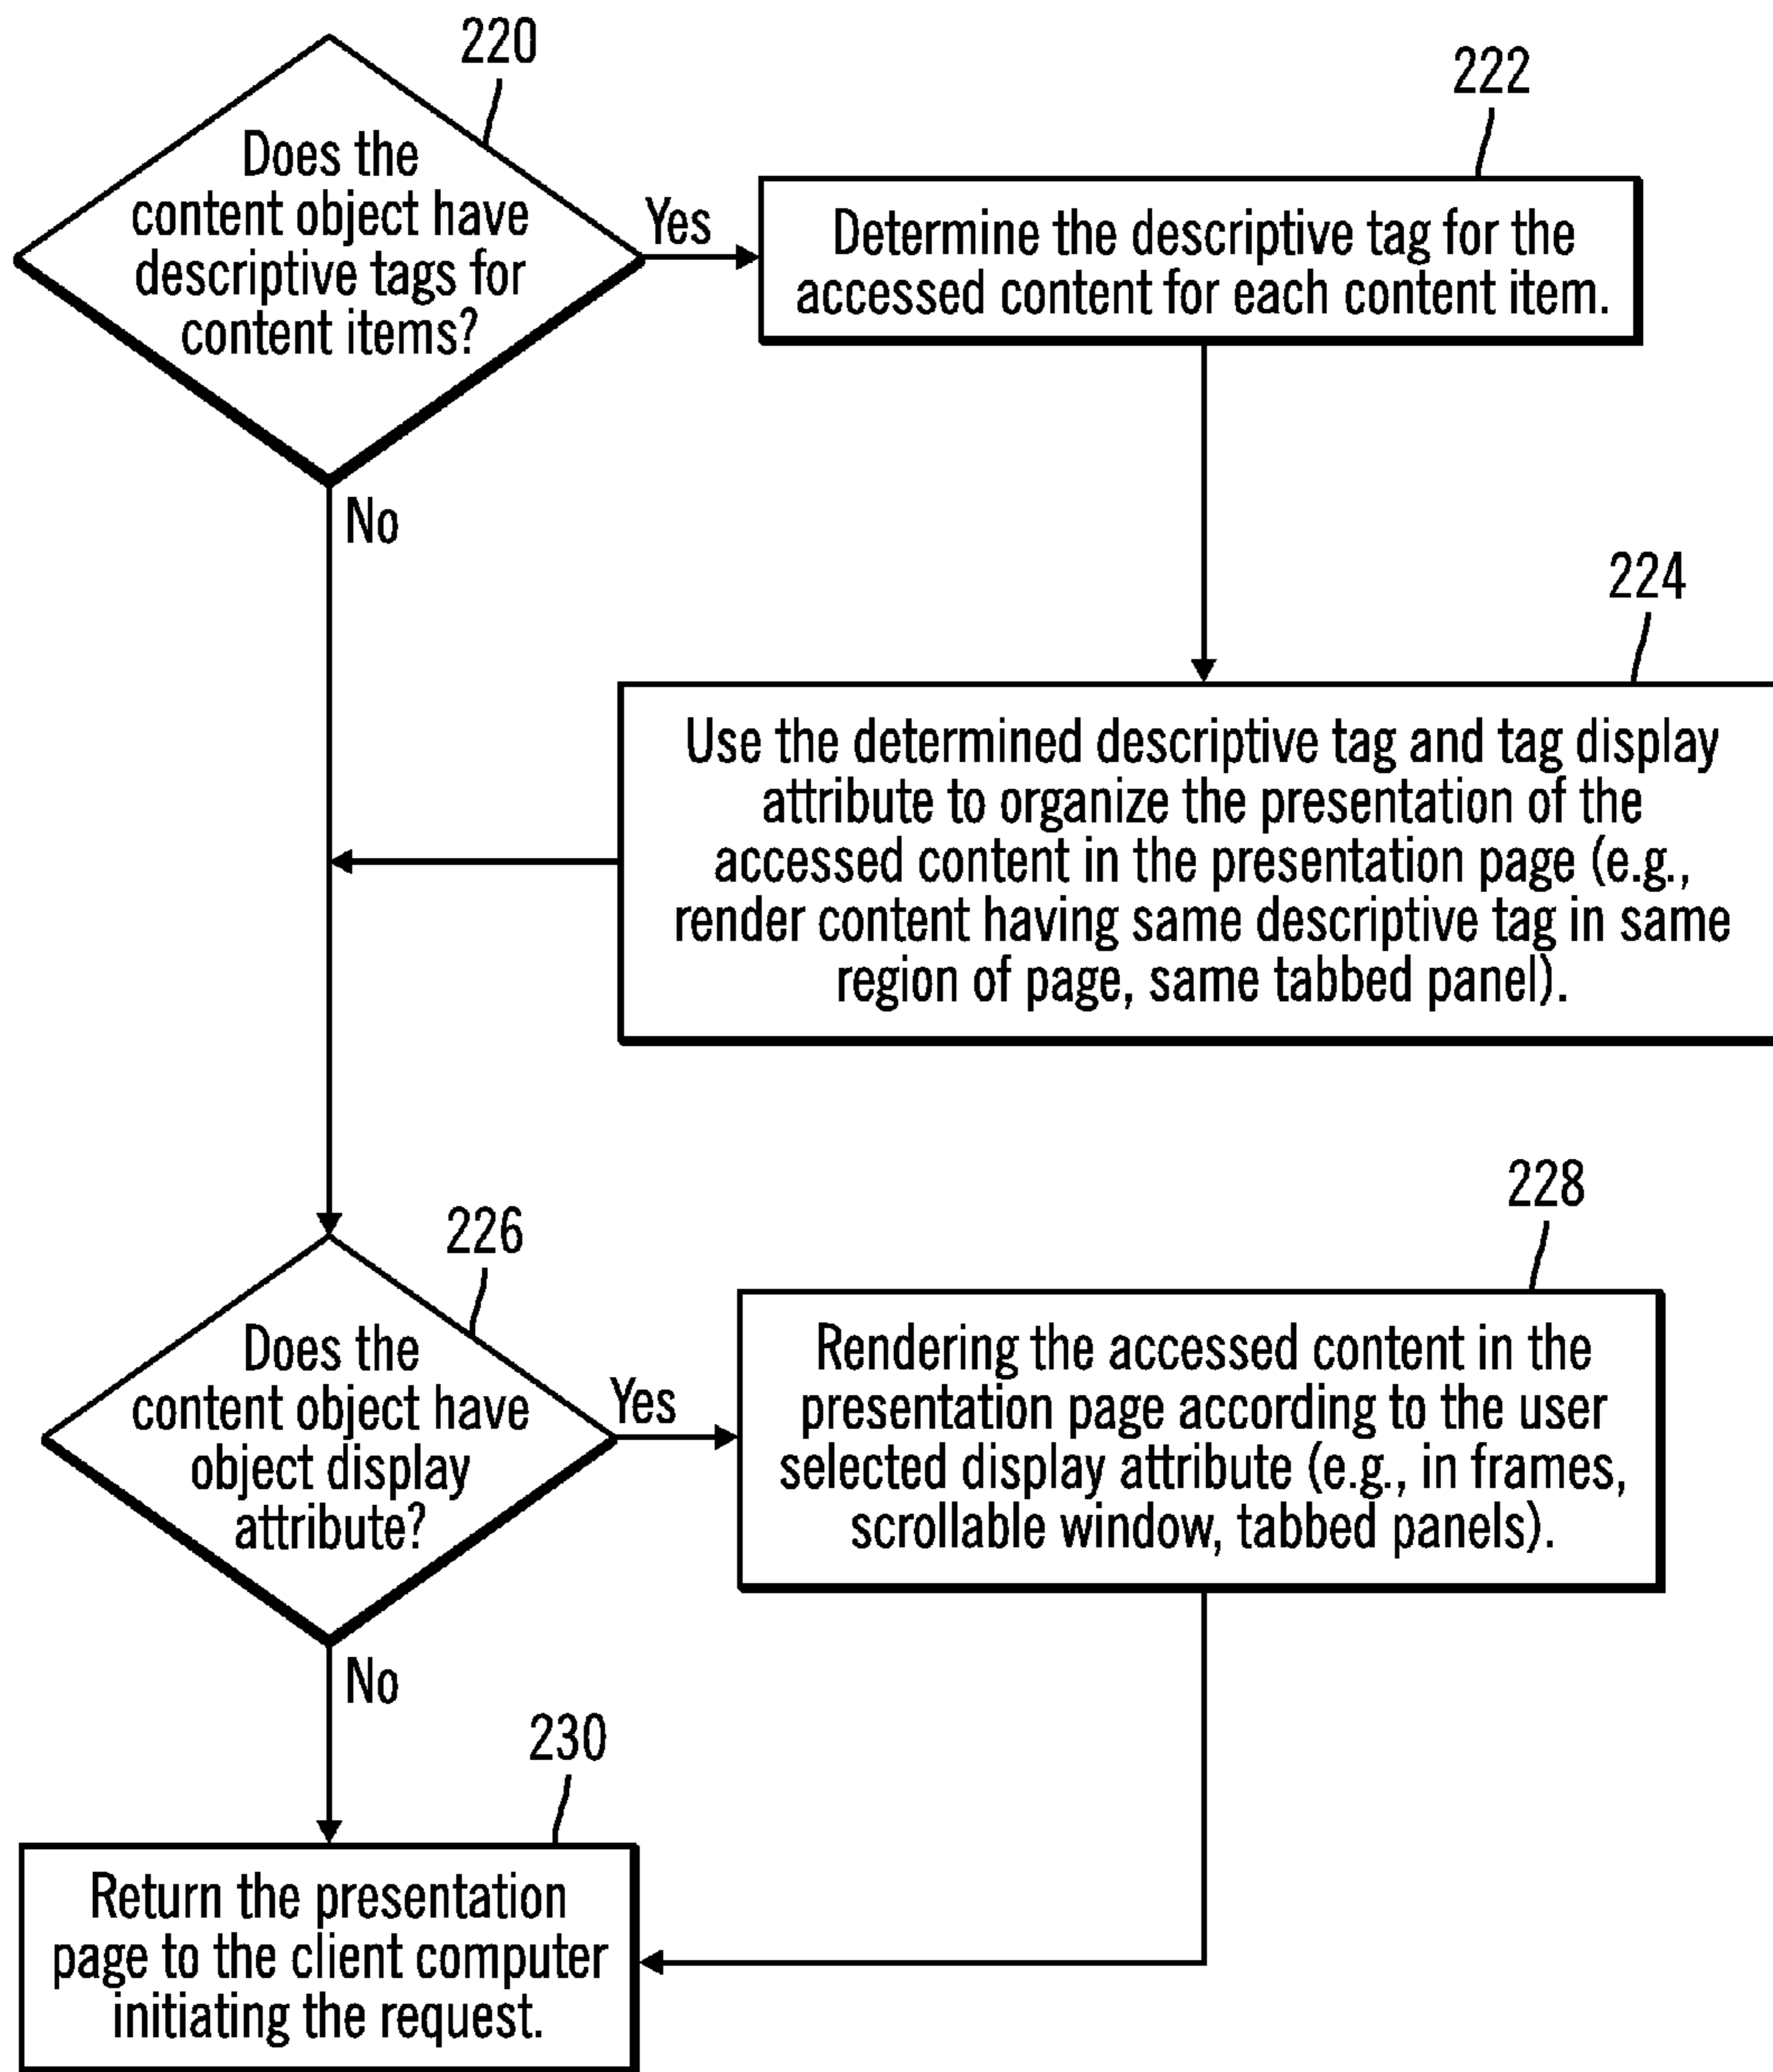 220
Does the
content object have
descriptive tags for
content items?
Yes
No
222
Determine the descriptive tag for the
accessed content for each content item.
224
Use the determined descriptive tag and tag display
attribute to organize the presentation of the
accessed content in the presentation page (e.g.,
render content having same descriptive tag in same
region of page, same tabbed panel).
226
Does the
content object have
object display
attribute?
Yes
No
228
Rendering the accessed content in the
presentation page according to the user
selected display attribute (e.g., in frames,
scrollable window, tabbed panels).
230
Return the presentation
page to the client computer
initiating the request.